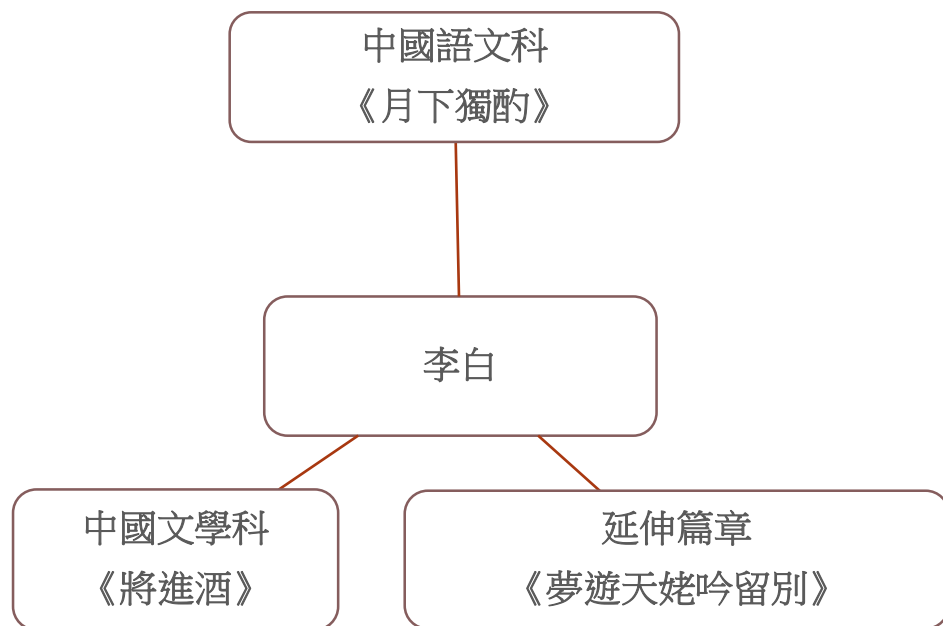 中國語文科
《月下獨酌》
李白
中國文學科
《將進酒》
延伸篇章
《夢遊天姥吟留別》